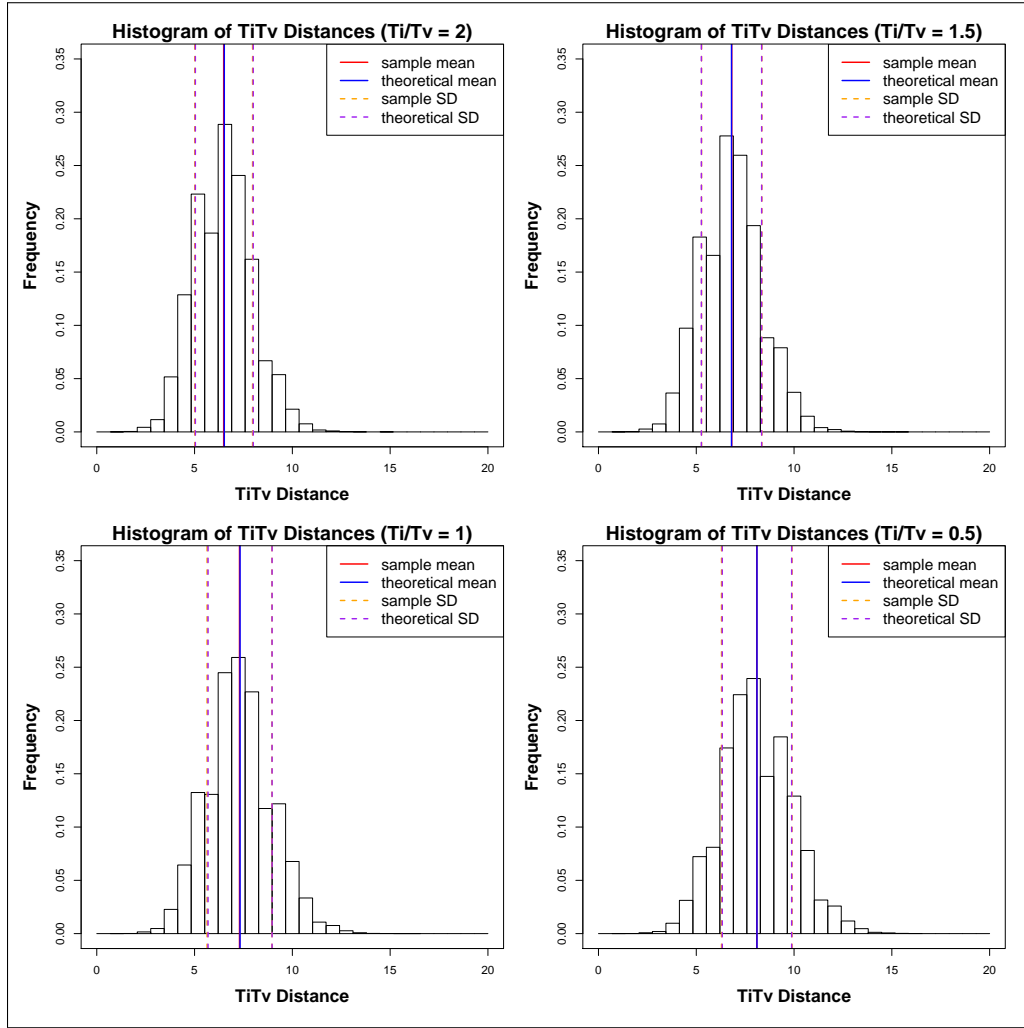 Histogram of TiTv Distances (Ti/Tv = 2)
sample mean
theoretical mean
sample SD
theoretical SD
Frequency
0.35
0.30
0.25
0.20
0.15
0.10
0.05
0.00
0 5 10 15 20
TiTv Distance
Histogram of TiTv Distances (Ti/Tv = 1.5)
sample mean
theoretical mean
sample SD
theoretical SD
Frequency
0.35
0.30
0.25
0.20
0.15
0.10
0.05
0.00
0 5 10 15 20
TiTv Distance
Histogram of TiTv Distances (Ti/Tv = 1)
sample mean
theoretical mean
sample SD
theoretical SD
Frequency
0.35
0.30
0.25
0.20
0.15
0.10
0.05
0.00
0 5 10 15 20
TiTv Distance
Histogram of TiTv Distances (Ti/Tv = 0.5)
sample mean
theoretical mean
sample SD
theoretical SD
Frequency
0.35
0.30
0.25
0.20
0.15
0.10
0.05
0.00
0 5 10 15 20
TiTv Distance